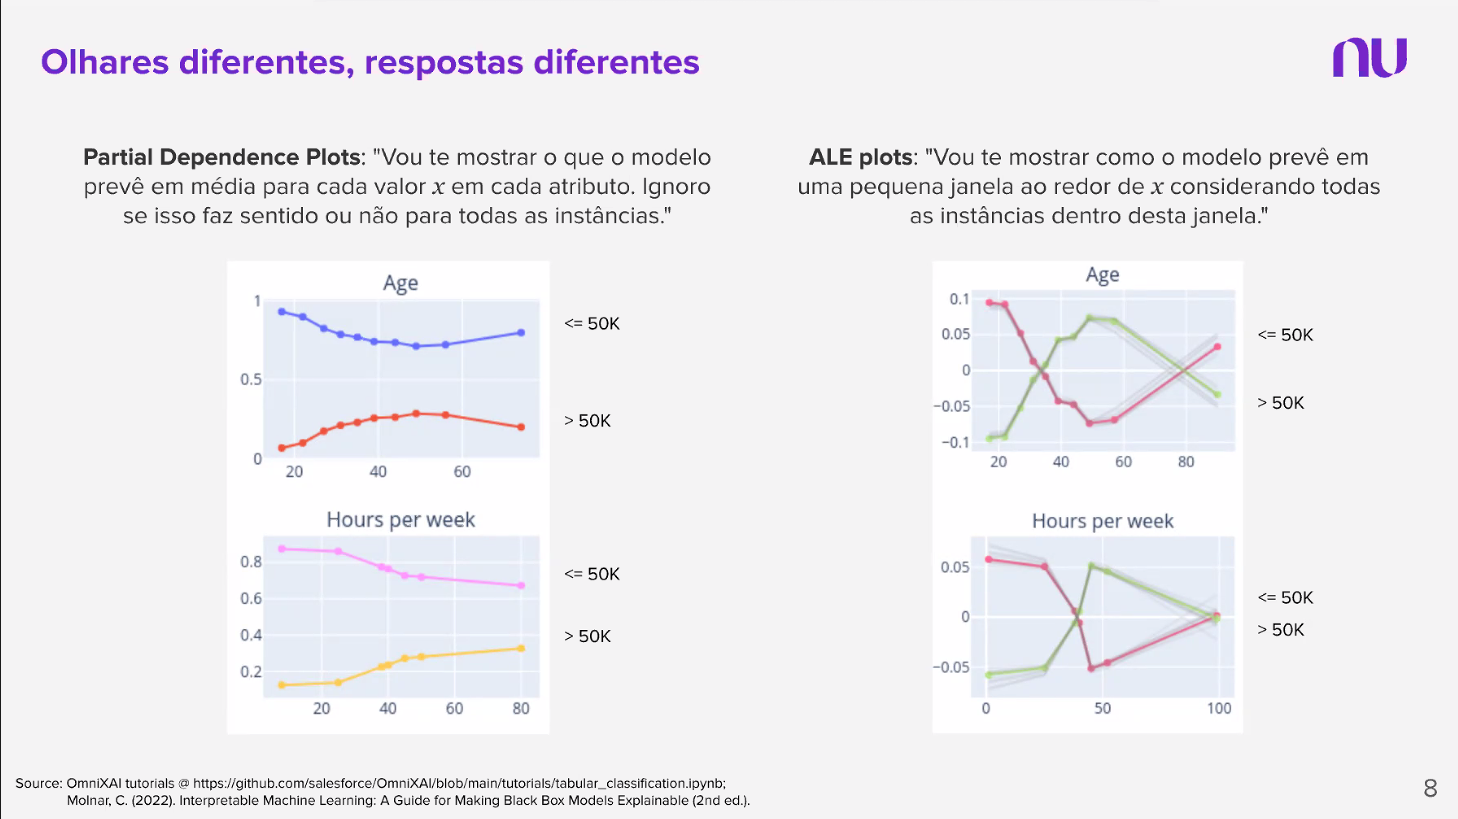 Olhares diferentes, respostas diferentes
nu
Partial Dependence Plots: "Vou te mostrar o que o modelo
prevê em média para cada valor x em cada atributo. Ignoro
se isso faz sentido ou não para todas as instâncias."
ALE plots: "Vou te mostrar como o modelo prevê em
uma pequena janela ao redor de x considerando todas
as instâncias dentro desta janela."
Age
1
0.5
0
20 40 60
<= 50K
> 50K
Hours per week
0.8
0.6
0.4
0.2
20 40 60 80
<= 50K
> 50K
Age
0.1
0.05
0
−0.05
−0.1
20 40 60 80
<= 50K
> 50K
Hours per week
0.05
0
−0.05
0 50 100
<= 50K
> 50K
Source: OmniXAI tutorials @ https://github.com/salesforce/OmniXAI/blob/main/tutorials/tabular_classification.ipynb;
Molnar, C. (2022). Interpretable Machine Learning: A Guide for Making Black Box Models Explainable (2nd ed.).
8